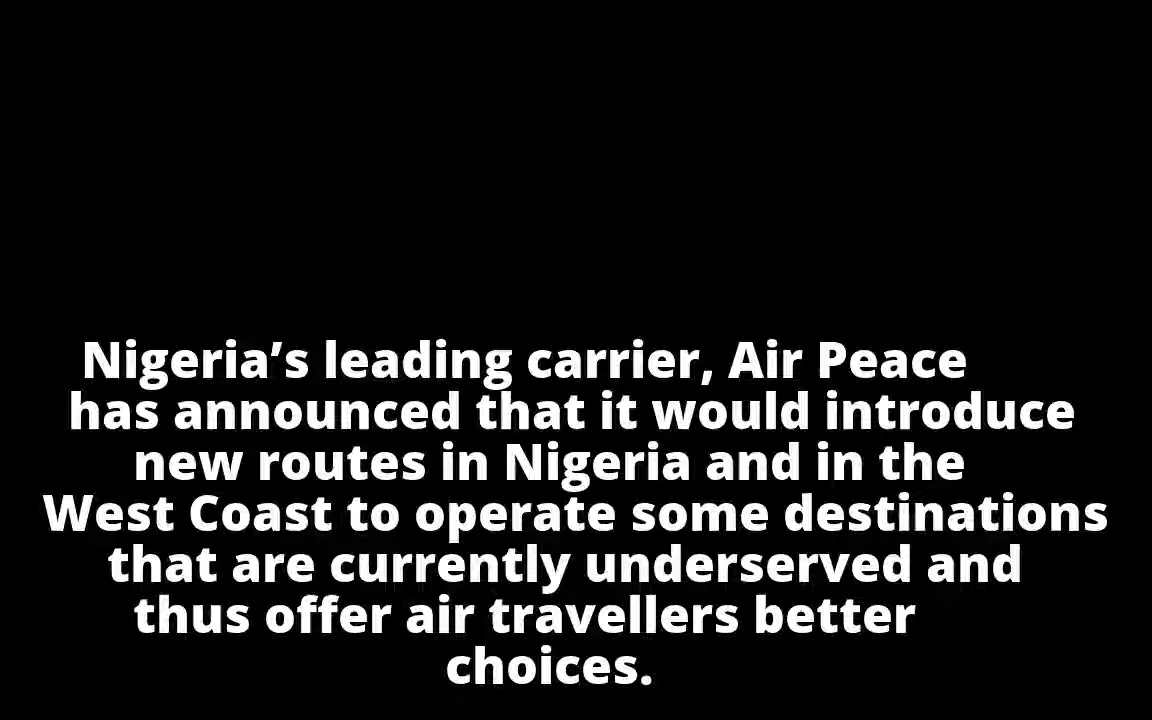 Nigeria’s leading carrier, Air Peace
has announced that it would introduce
new routes in Nigeria and in the
West Coast to operate some destinations
that are currently underserved and
thus offer air travellers better
choices.